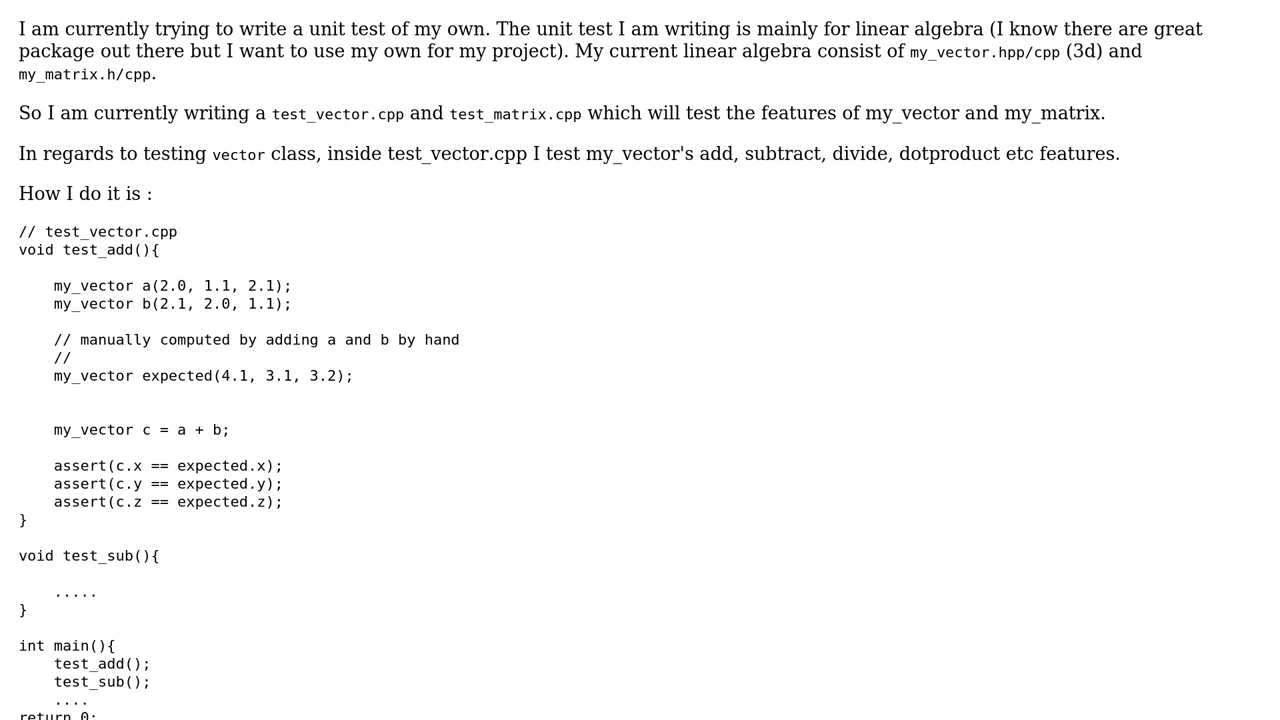 I am currently trying to write a unit test of my own. The unit test I am writing is mainly for linear algebra (I know there are great
package out there but I want to use my own for my project). My current linear algebra consist of my_vector.hpp/cpp (3d) and
my_matrix.h/cpp.
So I am currently writing a test_vector.cpp and test_matrix.cpp which will test the features of my_vector and my_matrix.
In regards to testing vector class, inside test_vector.cpp I test my_vector's add, subtract, divide, dotproduct etc features.
How I do it is :
// test_vector.cpp
void test_add(){
    my_vector a(2.0, 1.1, 2.1);
    my_vector b(2.1, 2.0, 1.1);
    // manually computed by adding a and b by hand
    //
    my_vector expected(4.1, 3.1, 3.2);
    my_vector c = a + b;
    assert(c.x == expected.x);
    assert(c.y == expected.y);
    assert(c.z == expected.z);
}
void test_sub(){
    .....
}
int main(){
    test_add();
    test_sub();
    ....
return 0;